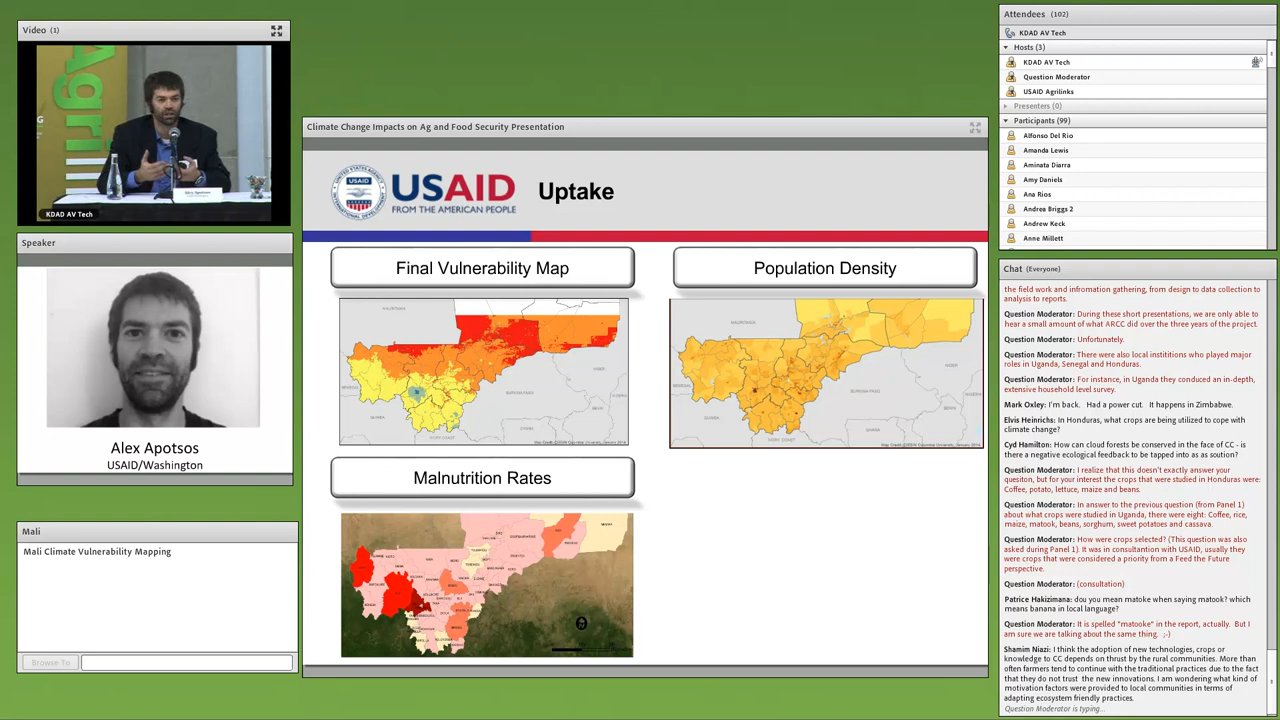 Video (1)
Agri
KDAD AV Tech
Speaker
Alex Apotsos
USAID/Washington
Mali
Mali Climate Vulnerability Mapping
Browse To
Climate Change Impacts on Ag and Food Security Presentation
USAID
FROM THE AMERICAN PEOPLE
Uptake
Final Vulnerability Map
Population Density
Malnutrition Rates
Attendees (102)
KDAD AV Tech
Hosts (3)
KDAD AV Tech
Question Moderator
USAID Agrilinks
Presenters (0)
Participants (99)
Alfonso Del Rio
Amanda Lewis
Aminata Diarra
Amy Daniels
Ana Rios
Andrea Briggs 2
Andrew Keck
Anne Millett
Chat (Everyone)
the field work and infromation gathering, from design to data collection to
analysis to reports.
Question Moderator: During these short presentations, we are only able to
hear a small amount of what ARCC did over the three years of the project.
Question Moderator: Unfortunately.
Question Moderator: There were also local instititions who played major
roles in Uganda, Senegal and Honduras.
Question Moderator: For instance, in Uganda they conduced an in-depth,
extensive household level survey.
Mark Oxley: I'm back. Had a power cut. It happens in Zimbabwe.
Elvis Heinrichs: In Honduras, what crops are being utilized to cope with
climate change?
Cyd Hamilton: How can cloud forests be conserved in the face of CC - is
there a negative ecological feedback to be tapped into as as soution?
Question Moderator: I realize that this doesn't exactly answer your
quesiton, but for your interest the crops that were studied in Honduras were:
Coffee, potato, lettuce, maize and beans.
Question Moderator: In answer to the previous question (from Panel 1)
about what crops were studied in Uganda, there were eight: Coffee, rice,
maize, matook, beans, sorghum, sweet potatoes and cassava.
Question Moderator: How were crops selected? (This question was also
asked during Panel 1). It was in consultantion with USAID, usually they
were crops that were considered a priority from a Feed the Future
perspective.
Question Moderator: (consultation)
Patrice Hakizimana: dou you mean matoke when saying matook? which
means banana in local language?
Question Moderator: It is spelled "matooke" in the report, actually. But I
am sure we are talking about the same thing. ;-)
Shamim Niazi: I think the adoption of new technologies, crops or
knowledge to CC depends on thrust by the rural communities. More than
often farmers tend to continue with the traditional practices due to the fact
that they do not trust the new innovations. I am wondering what kind of
motivation factors were provided to local communities in terms of
adapting ecosystem friendly practices.
Question Moderator is typing...